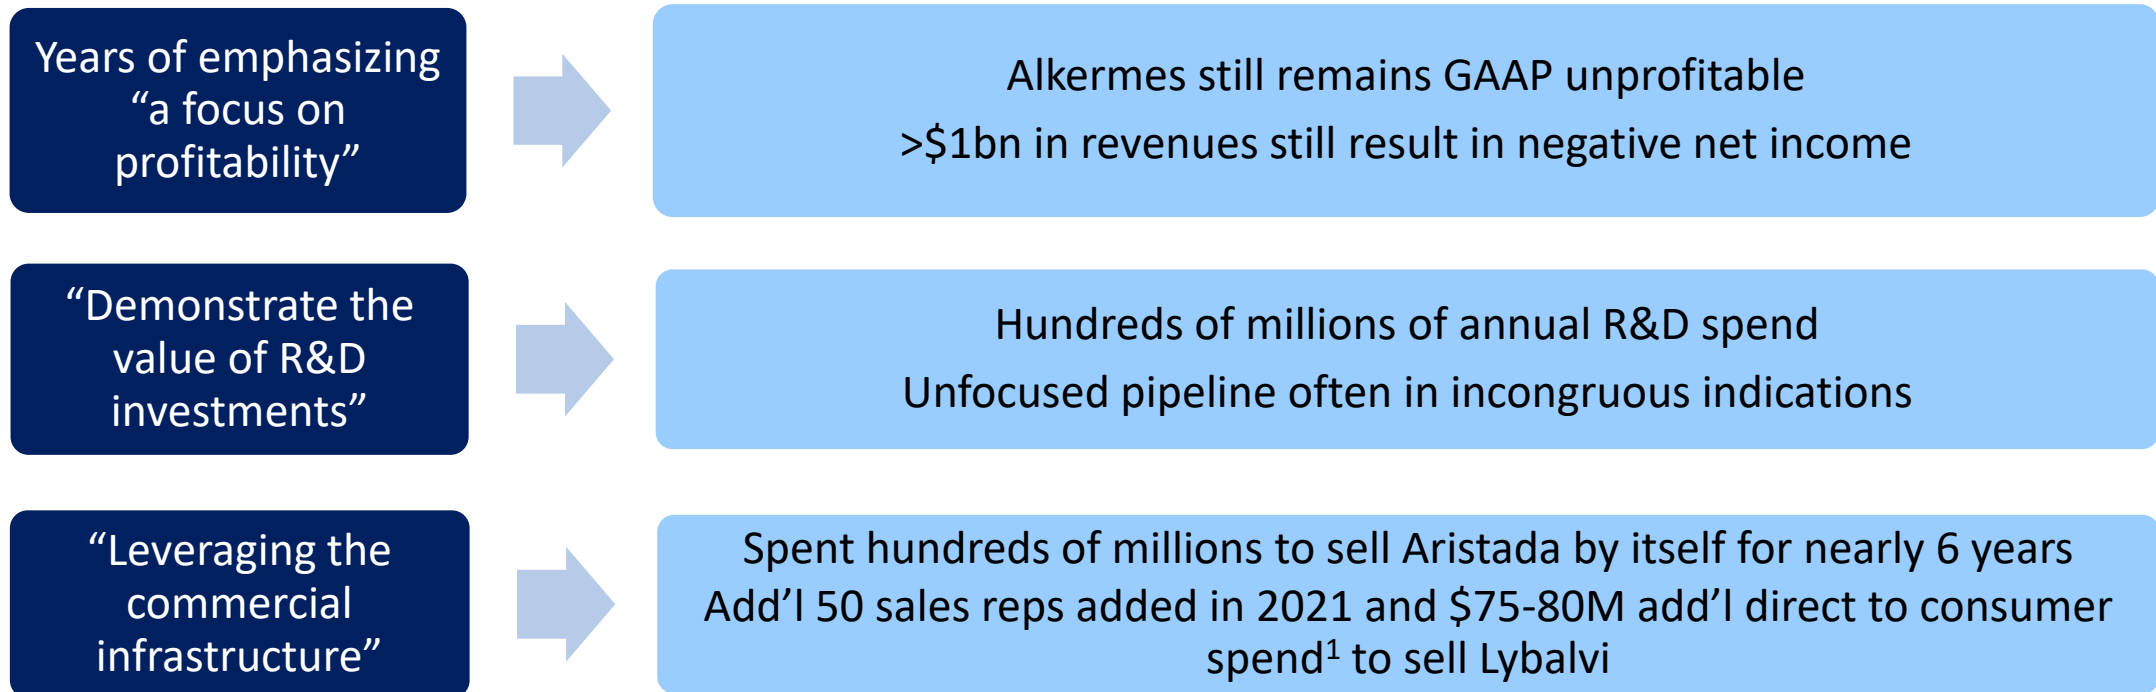 Years of emphasizing
“a focus on
profitability”
Alkermes still remains GAAP unprofitable
>$1bn in revenues still result in negative net income
“Demonstrate the
value of R&D
investments”
Hundreds of millions of annual R&D spend
Unfocused pipeline often in incongruous indications
“Leveraging the
commercial
infrastructure”
Spent hundreds of millions to sell Aristada by itself for nearly 6 years
Add’l 50 sales reps added in 2021 and $75-80M add’l direct to consumer
spend¹ to sell Lybalvi